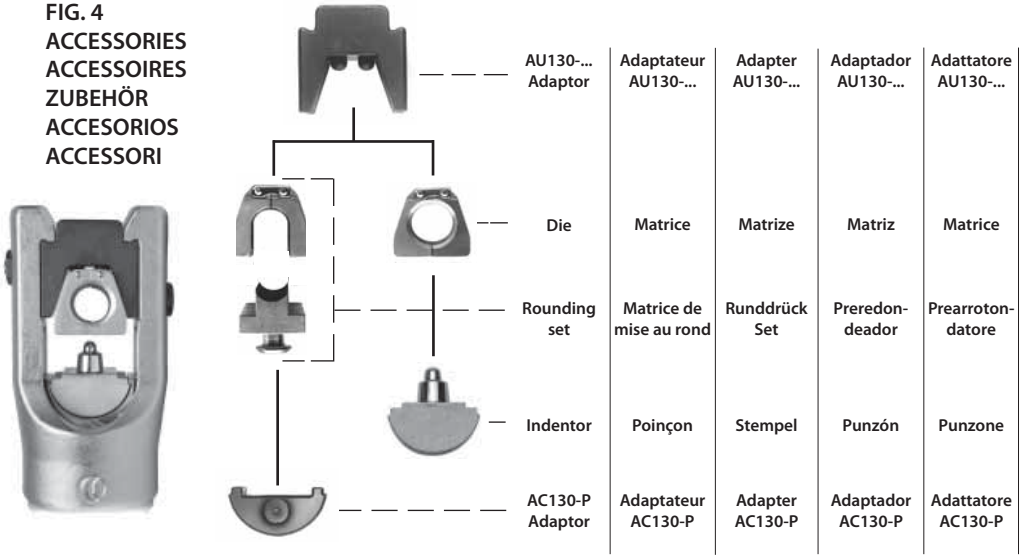 FIG. 4
ACCESSORIES
ACCESSOIRES
ZUBEHÖR
ACCESORIOS
ACCESSORI
AU130-... Adaptateur Adapter Adaptador Adattatore
Adaptor AU130-... AU130-... AU130-... AU130-...
Die Matrice Matrize Matriz Matrice
Rounding Matrice de Runddrück Preredon- Prearroton-
set mise au rond Set deador datore
Indentor Poinçon Stempel Punzón Punzone
AC130-P Adaptateur Adapter Adaptador Adattatore
Adaptor AC130-P AC130-P AC130-P AC130-P